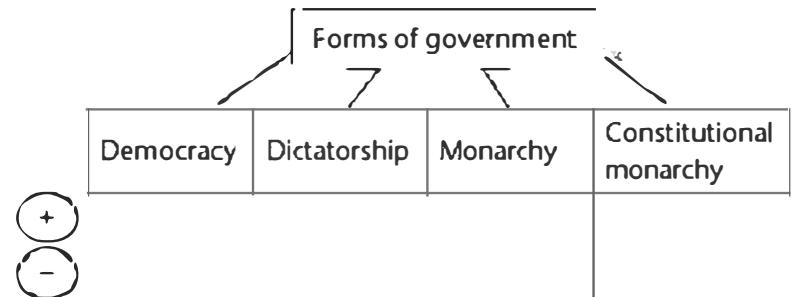 Forms of government
Democracy
Dictatorship
Monarchy
Constitutional
monarchy
+
−